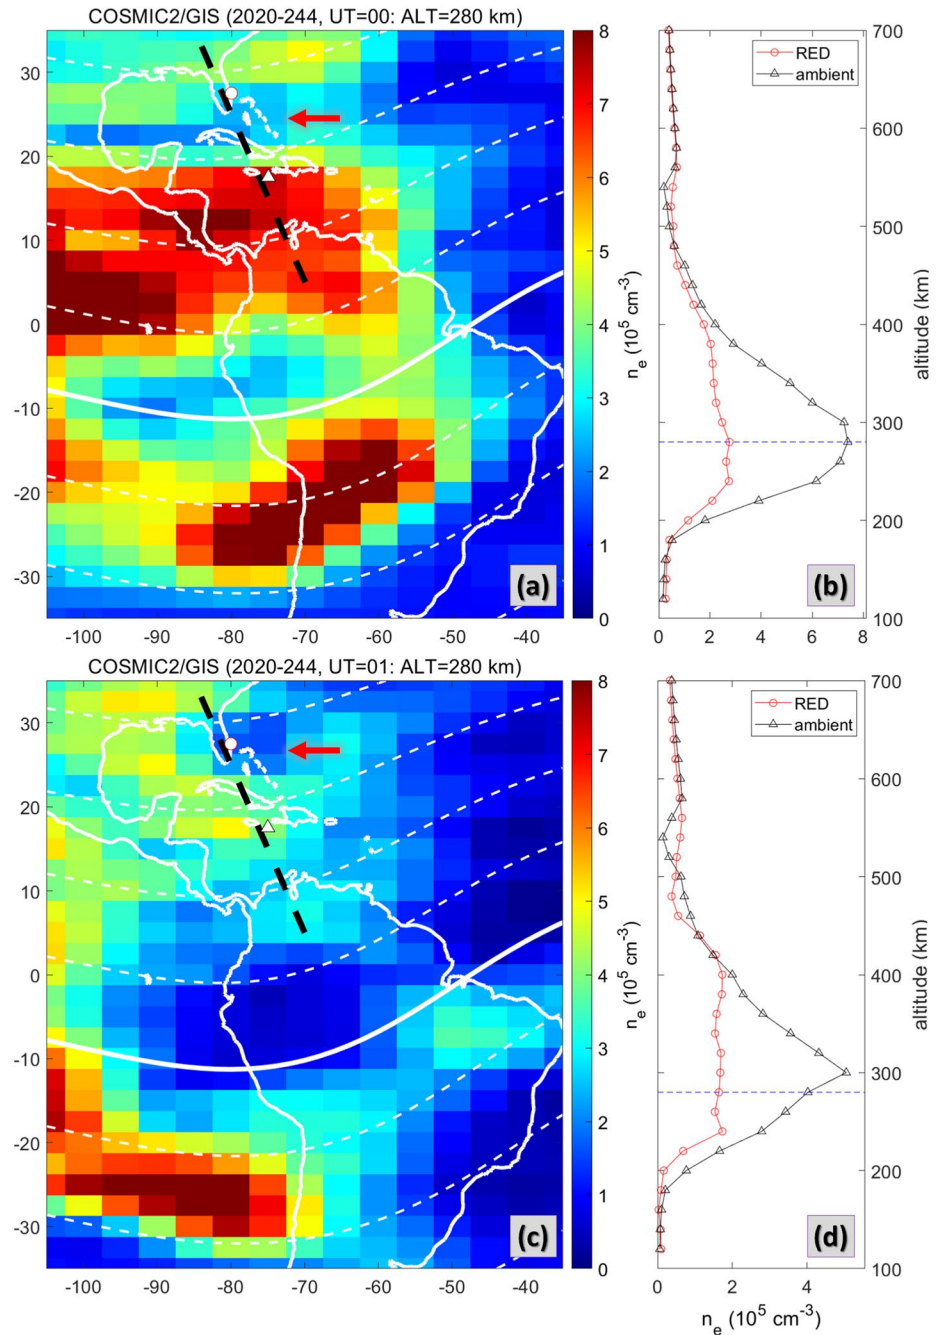 COSMIC2/GIS (2020-244, UT=00: ALT=280 km)
30
20
10
0
-10
-20
-30
-100 -90 -80 -70 -60 -50 -40
(a)
8
7
6
5
4
3
2
1
0
n_e (10^5 cm^-3)
RED
ambient
700
600
500
400
300
200
100
altitude (km)
0 2 4 6 8
(b)
COSMIC2/GIS (2020-244, UT=01: ALT=280 km)
30
20
10
0
-10
-20
-30
-100 -90 -80 -70 -60 -50 -40
(c)
8
7
6
5
4
3
2
1
0
n_e (10^5 cm^-3)
RED
ambient
700
600
500
400
300
200
100
altitude (km)
0 2 4
(d)
n_e (10^5 cm^-3)